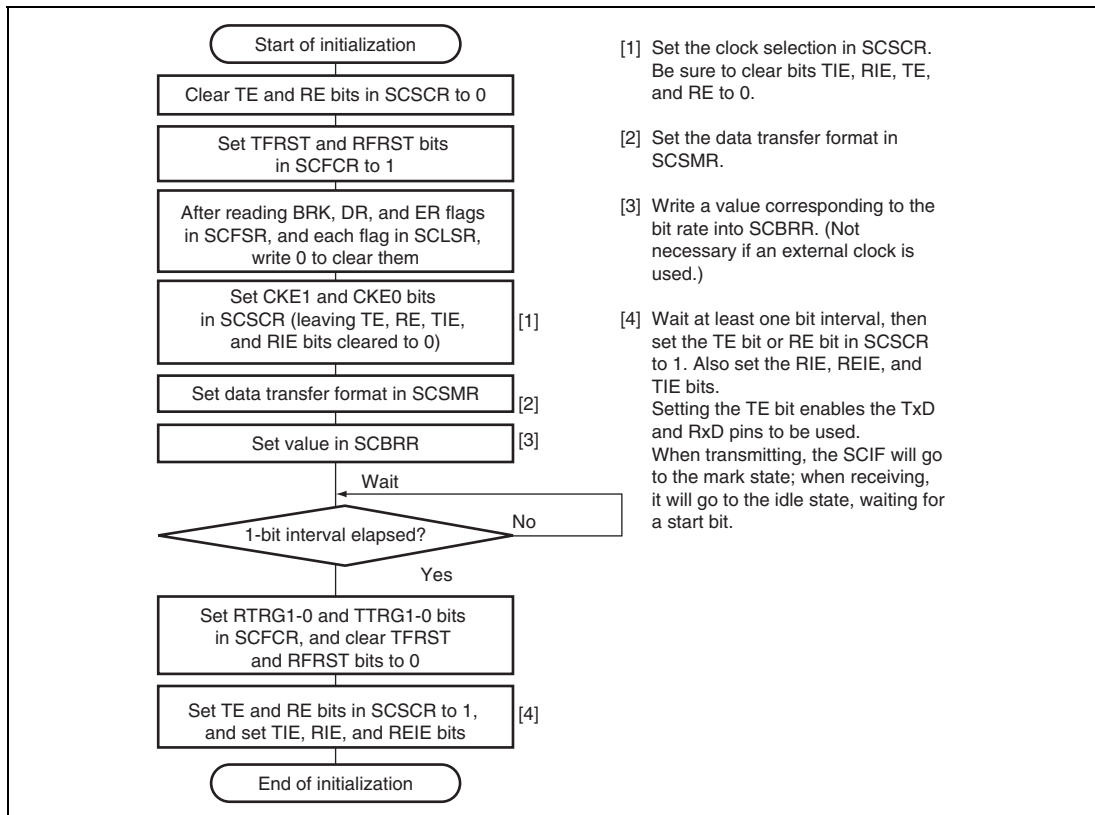 Start of initialization
Clear TE and RE bits in SCSCR to 0
Set TFRST and RFRST bits
in SCFCR to 1
After reading BRK, DR, and ER flags
in SCFSR, and each flag in SCLSR,
write 0 to clear them
Set CKE1 and CKE0 bits
in SCSCR (leaving TE, RE, TIE,
and RIE bits cleared to 0)
[1]
Set data transfer format in SCSMR
[2]
Set value in SCBRR
[3]
Wait
1-bit interval elapsed?
No
Yes
Set RTRG1-0 and TTRG1-0 bits
in SCFCR, and clear TFRST
and RFRST bits to 0
Set TE and RE bits in SCSCR to 1,
and set TIE, RIE, and REIE bits
[4]
End of initialization
[1] Set the clock selection in SCSCR.
Be sure to clear bits TIE, RIE, TE,
and RE to 0.
[2] Set the data transfer format in
SCSMR.
[3] Write a value corresponding to the
bit rate into SCBRR. (Not
necessary if an external clock is
used.)
[4] Wait at least one bit interval, then
set the TE bit or RE bit in SCSCR
to 1. Also set the RIE, REIE, and
TIE bits.
Setting the TE bit enables the TxD
and RxD pins to be used.
When transmitting, the SCIF will go
to the mark state; when receiving,
it will go to the idle state, waiting for
a start bit.